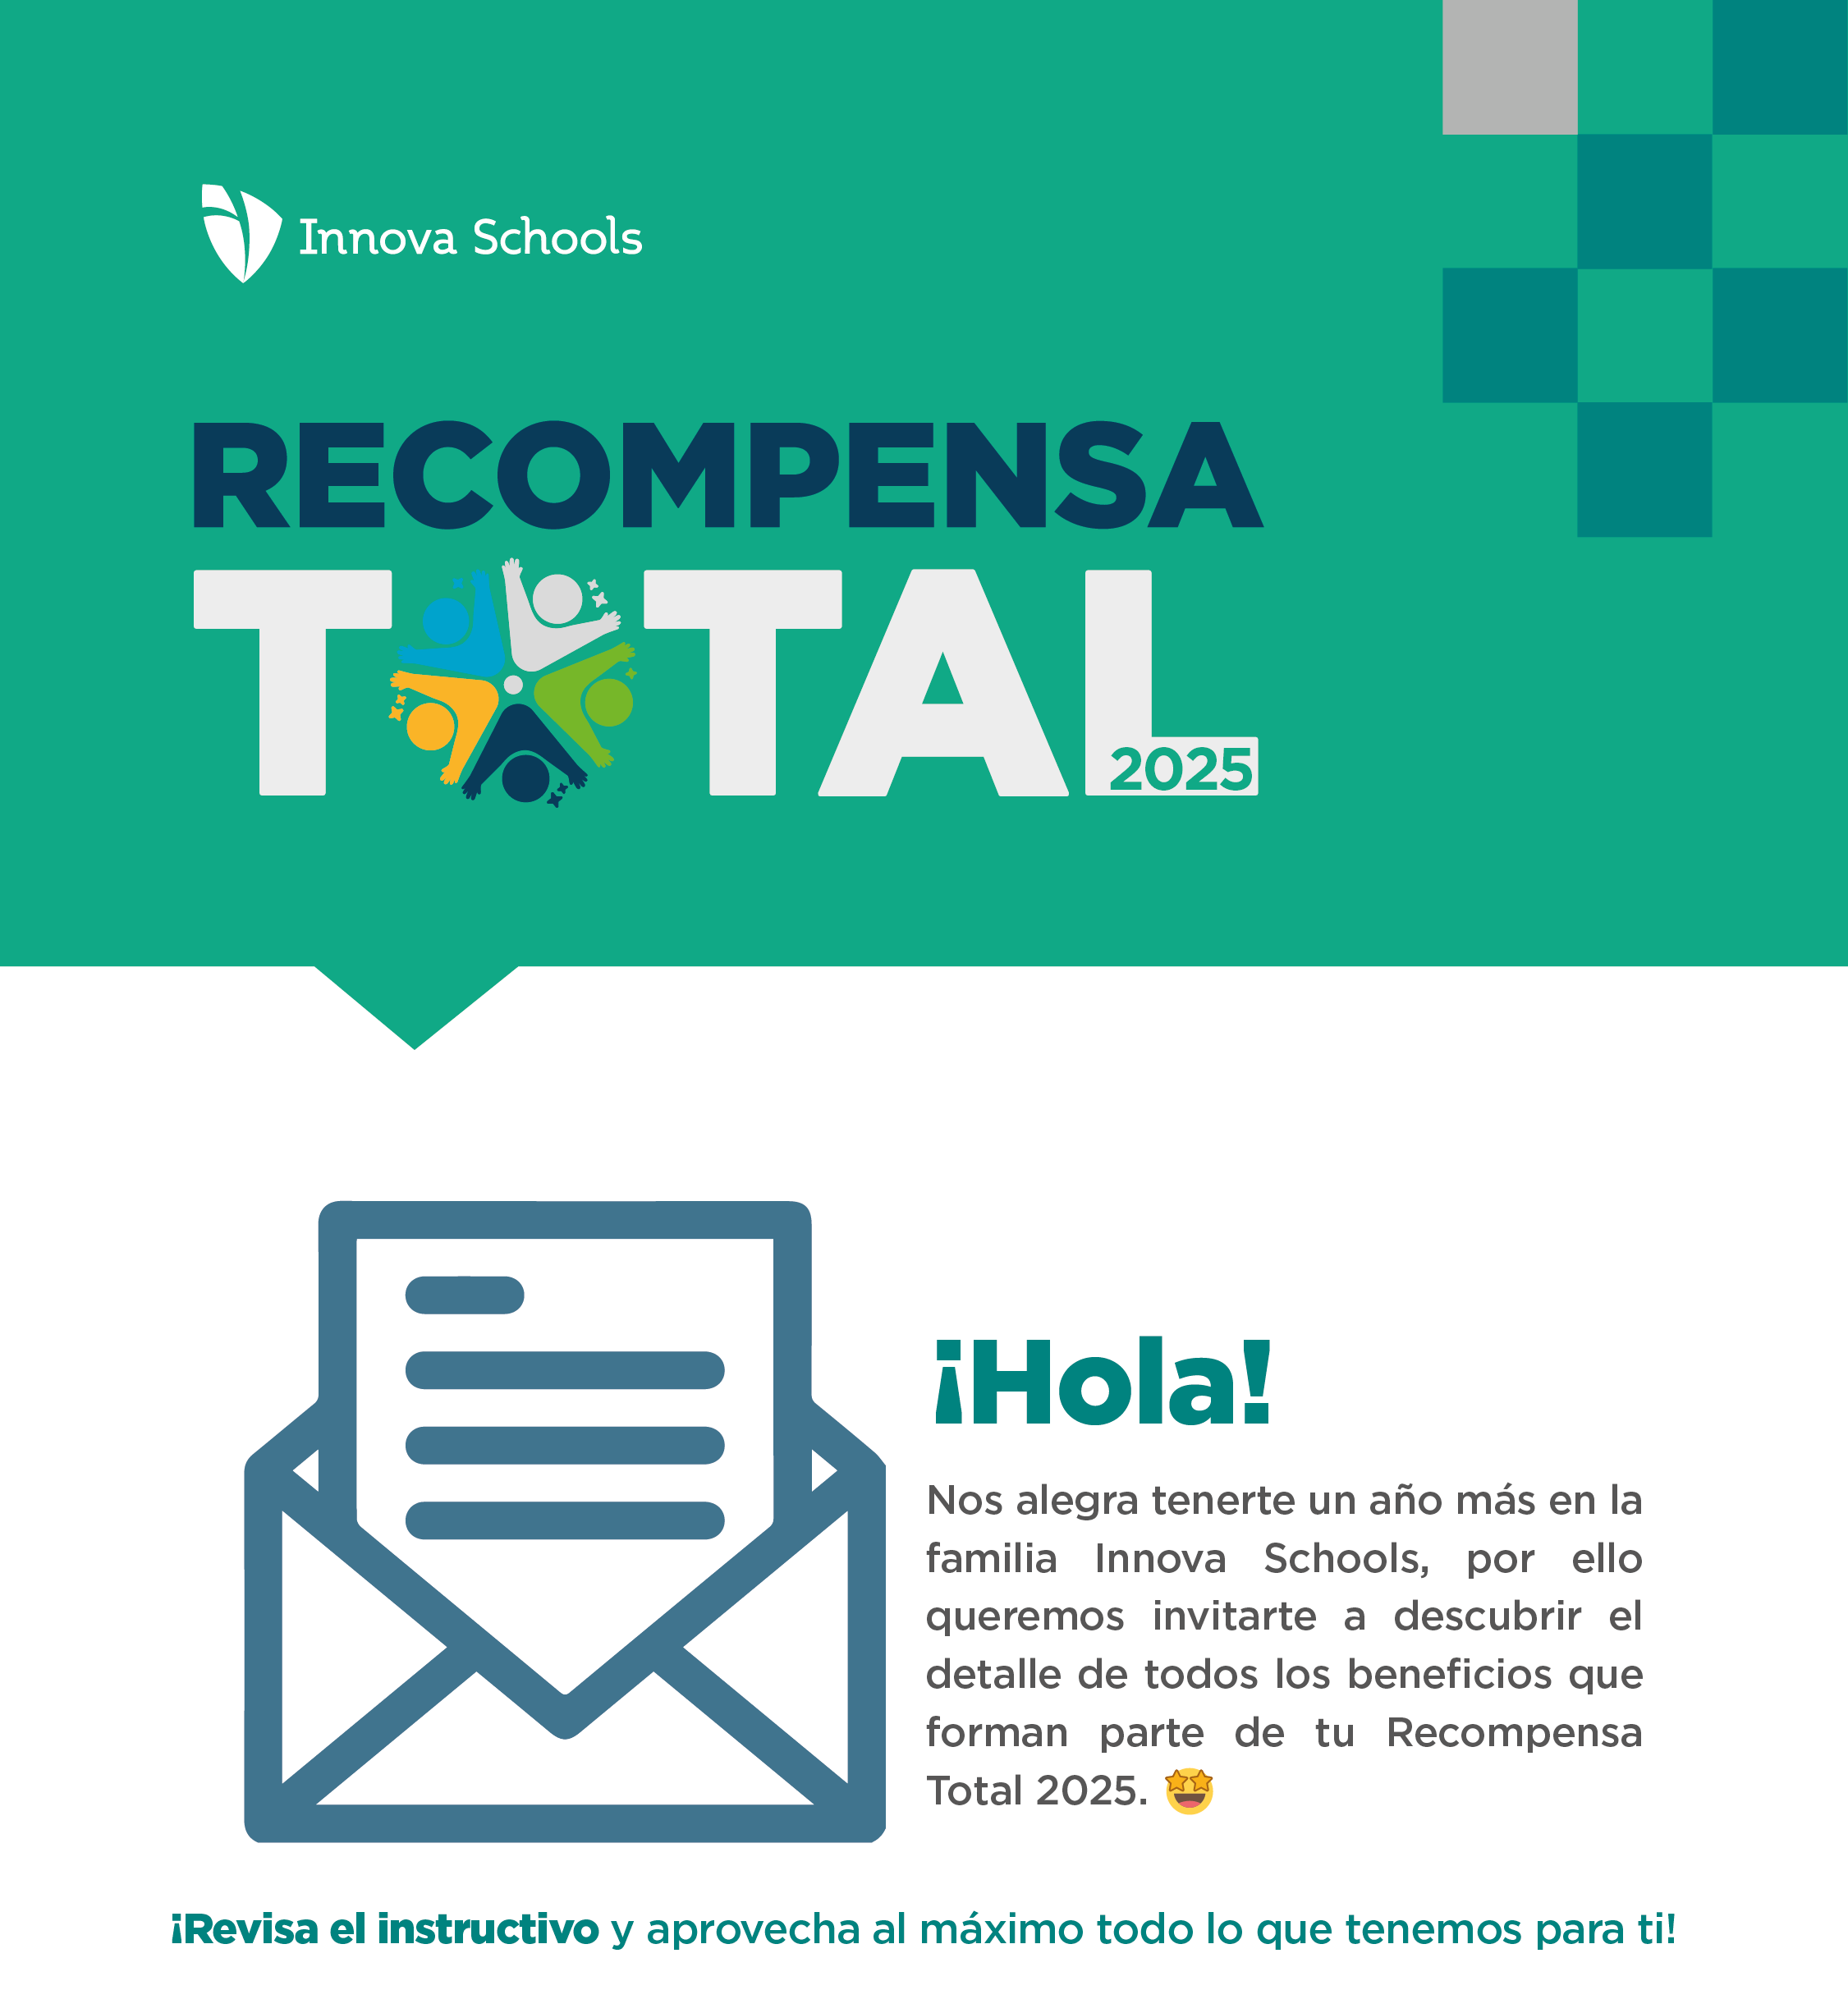 Innova Schools
RECOMPENSA
TOTAL
2025
¡Hola!
Nos alegra tenerte un año más en la
familia Innova Schools, por ello
queremos invitarte a descubrir el
detalle de todos los beneficios que
forman parte de tu Recompensa
Total 2025. 🤩
¡Revisa el instructivo y aprovecha al máximo todo lo que tenemos para ti!